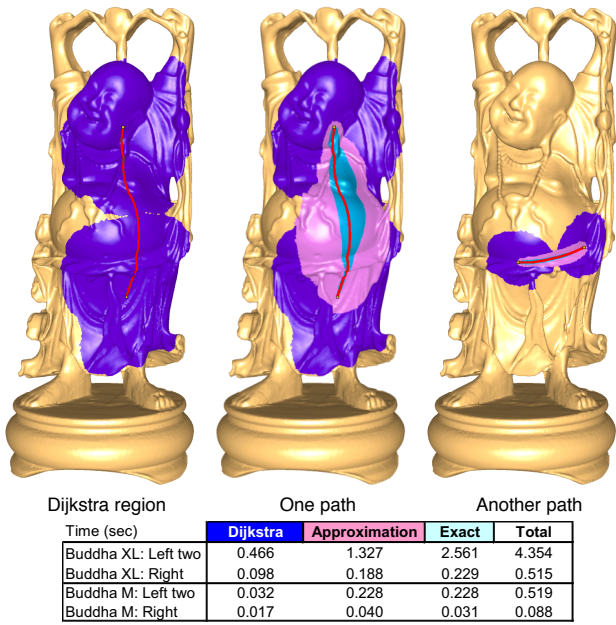 Dijkstra region One path Another path
Time (sec) Dijkstra Approximation Exact Total
Buddha XL: Left two 0.466 1.327 2.561 4.354
Buddha XL: Right 0.098 0.188 0.229 0.515
Buddha M: Left two 0.032 0.228 0.228 0.519
Buddha M: Right 0.017 0.040 0.031 0.088